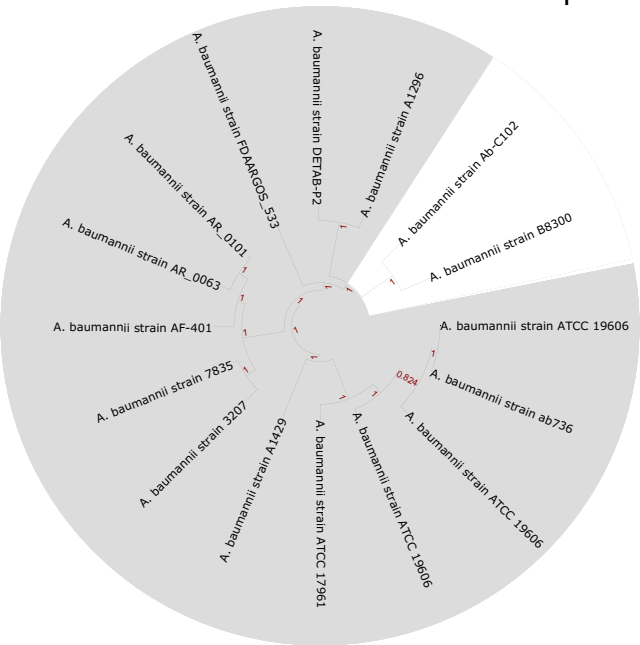 A. baumannii strain DETAB-P2
A. baumannii strain A1296
A. baumannii strain Ab-C102
A. baumannii strain B8300
A. baumannii strain ATCC 19606
A. baumannii strain ab736
A. baumannii strain ATCC 19606
A. baumannii strain ATCC 19606
A. baumannii strain ATCC 17961
A. baumannii strain A1429
A. baumannii strain 3207
A. baumannii strain 7835
A. baumannii strain AF-401
A. baumannii strain AR_0063
A. baumannii strain AR_0101
A. baumannii strain FDAARGOS_533
1
1
1
1
0.824
1
1
1
1
1
1
1
1
1
1